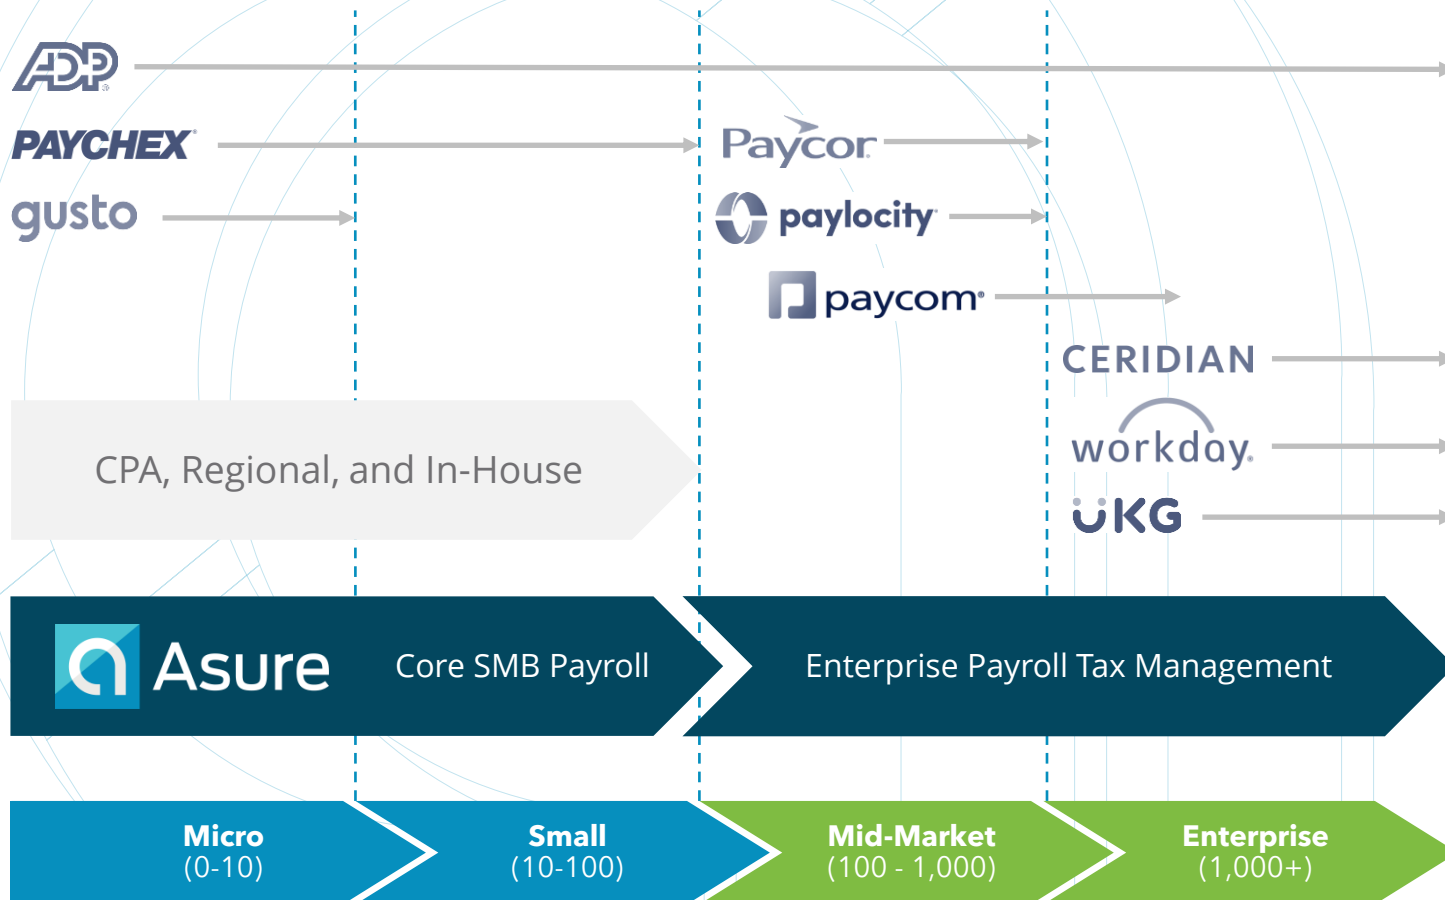 ADP
PAYCHEX
gusto
Paycor
paylocity
paycom®
CERIDIAN
workday®
UKG
CPA, Regional, and In-House
Asure
Core SMB Payroll
Enterprise Payroll Tax Management
Micro
(0-10)
Small
(10-100)
Mid-Market
(100 - 1,000)
Enterprise
(1,000+)